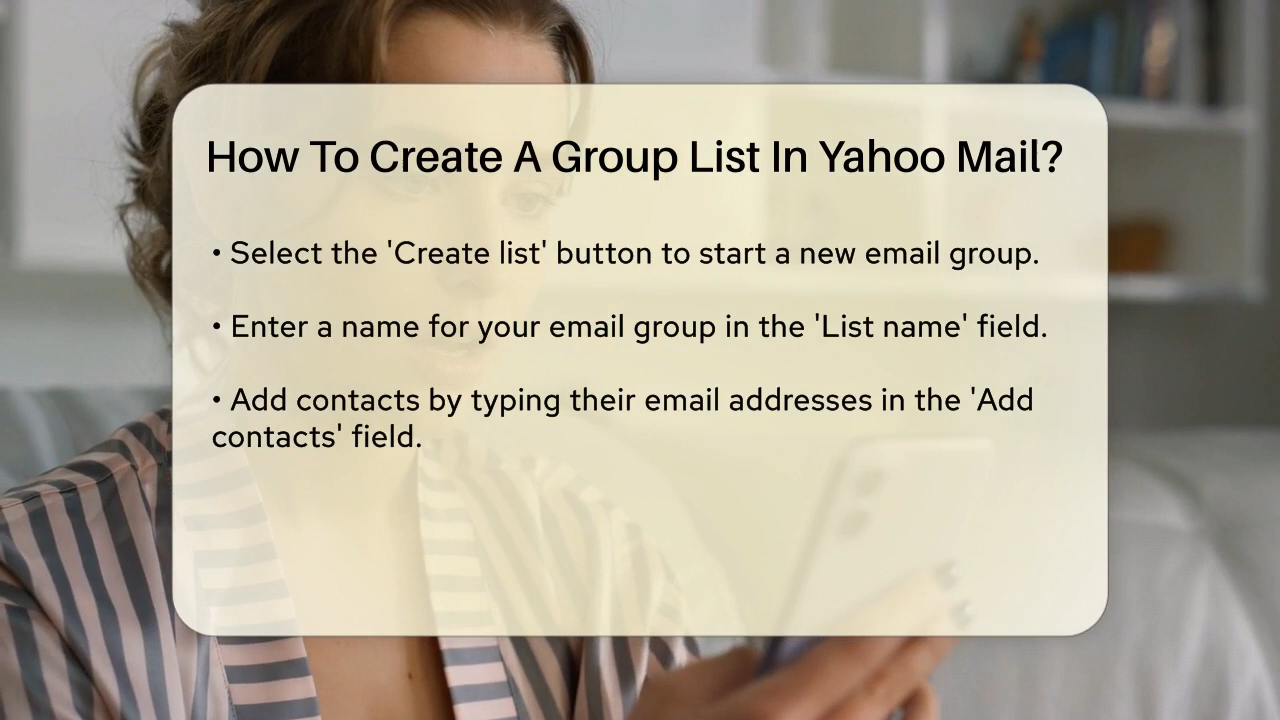 How To Create A Group List In Yahoo Mail?
• Select the 'Create list' button to start a new email group.
• Enter a name for your email group in the 'List name' field.
• Add contacts by typing their email addresses in the 'Add
contacts' field.